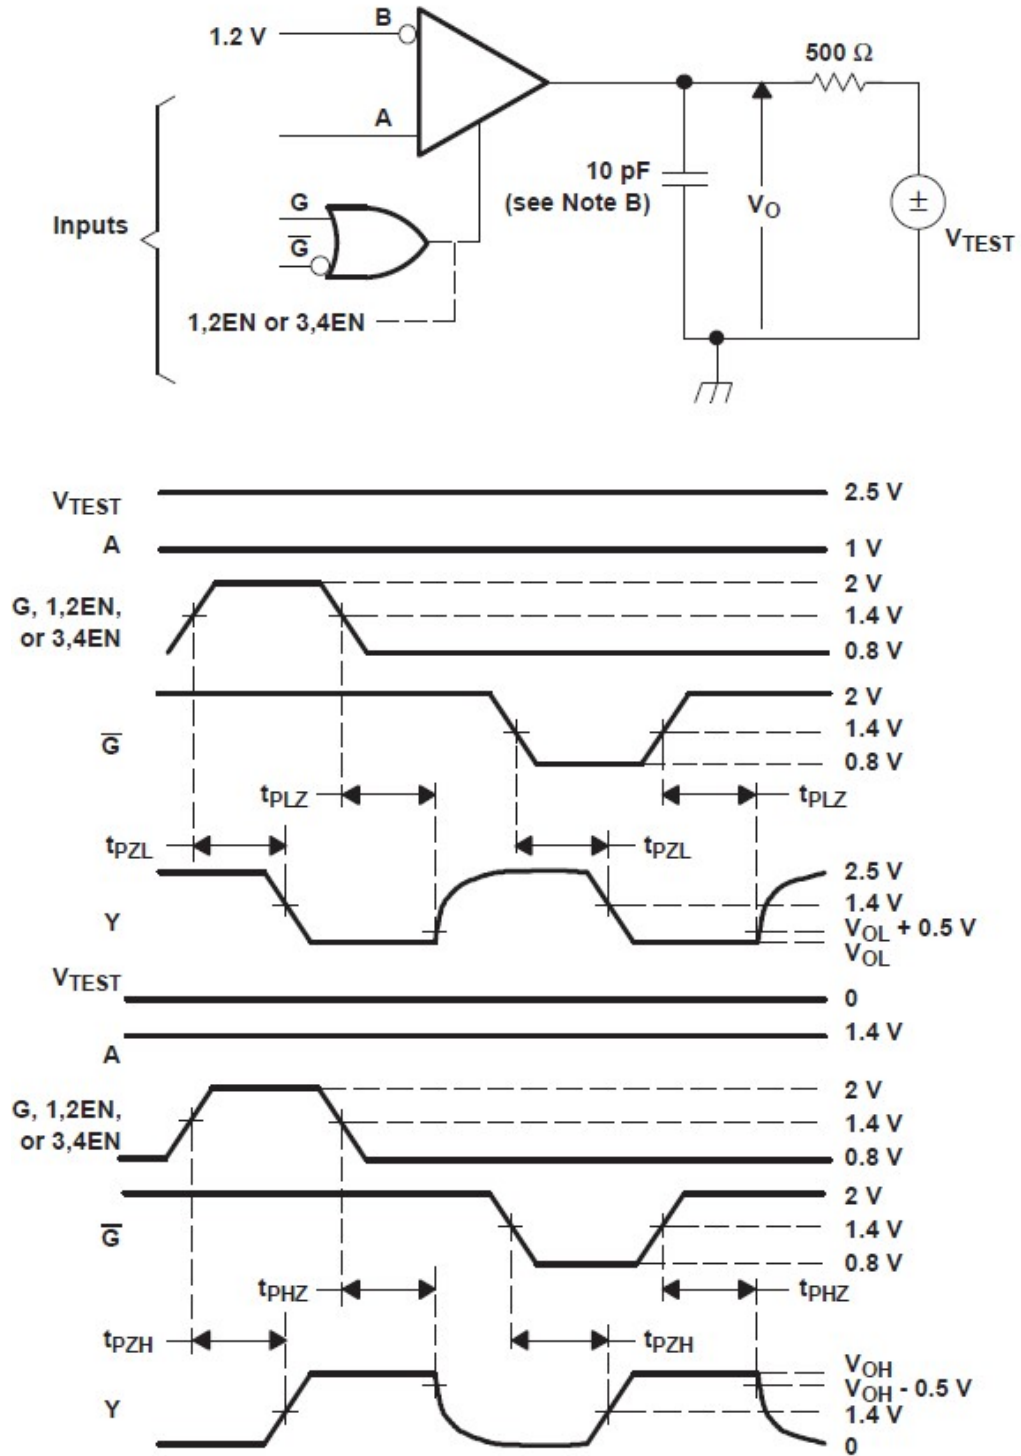 B
1.2 V
500 Ω
A
10 pF
(see Note B)
G
Inputs
VO
±
G̅
VTEST
1,2EN or 3,4EN
VTEST
2.5 V
A
1 V
2 V
G, 1,2EN,
or 3,4EN
1.4 V
0.8 V
2 V
G̅
1.4 V
0.8 V
tPLZ
tPLZ
tPZL
tPZL
2.5 V
Y
1.4 V
VOL + 0.5 V
VOL
VTEST
0
A
1.4 V
2 V
G, 1,2EN,
or 3,4EN
1.4 V
0.8 V
2 V
G̅
1.4 V
0.8 V
tPHZ
tPHZ
tPZH
tPZH
VOH
VOH - 0.5 V
Y
1.4 V
0